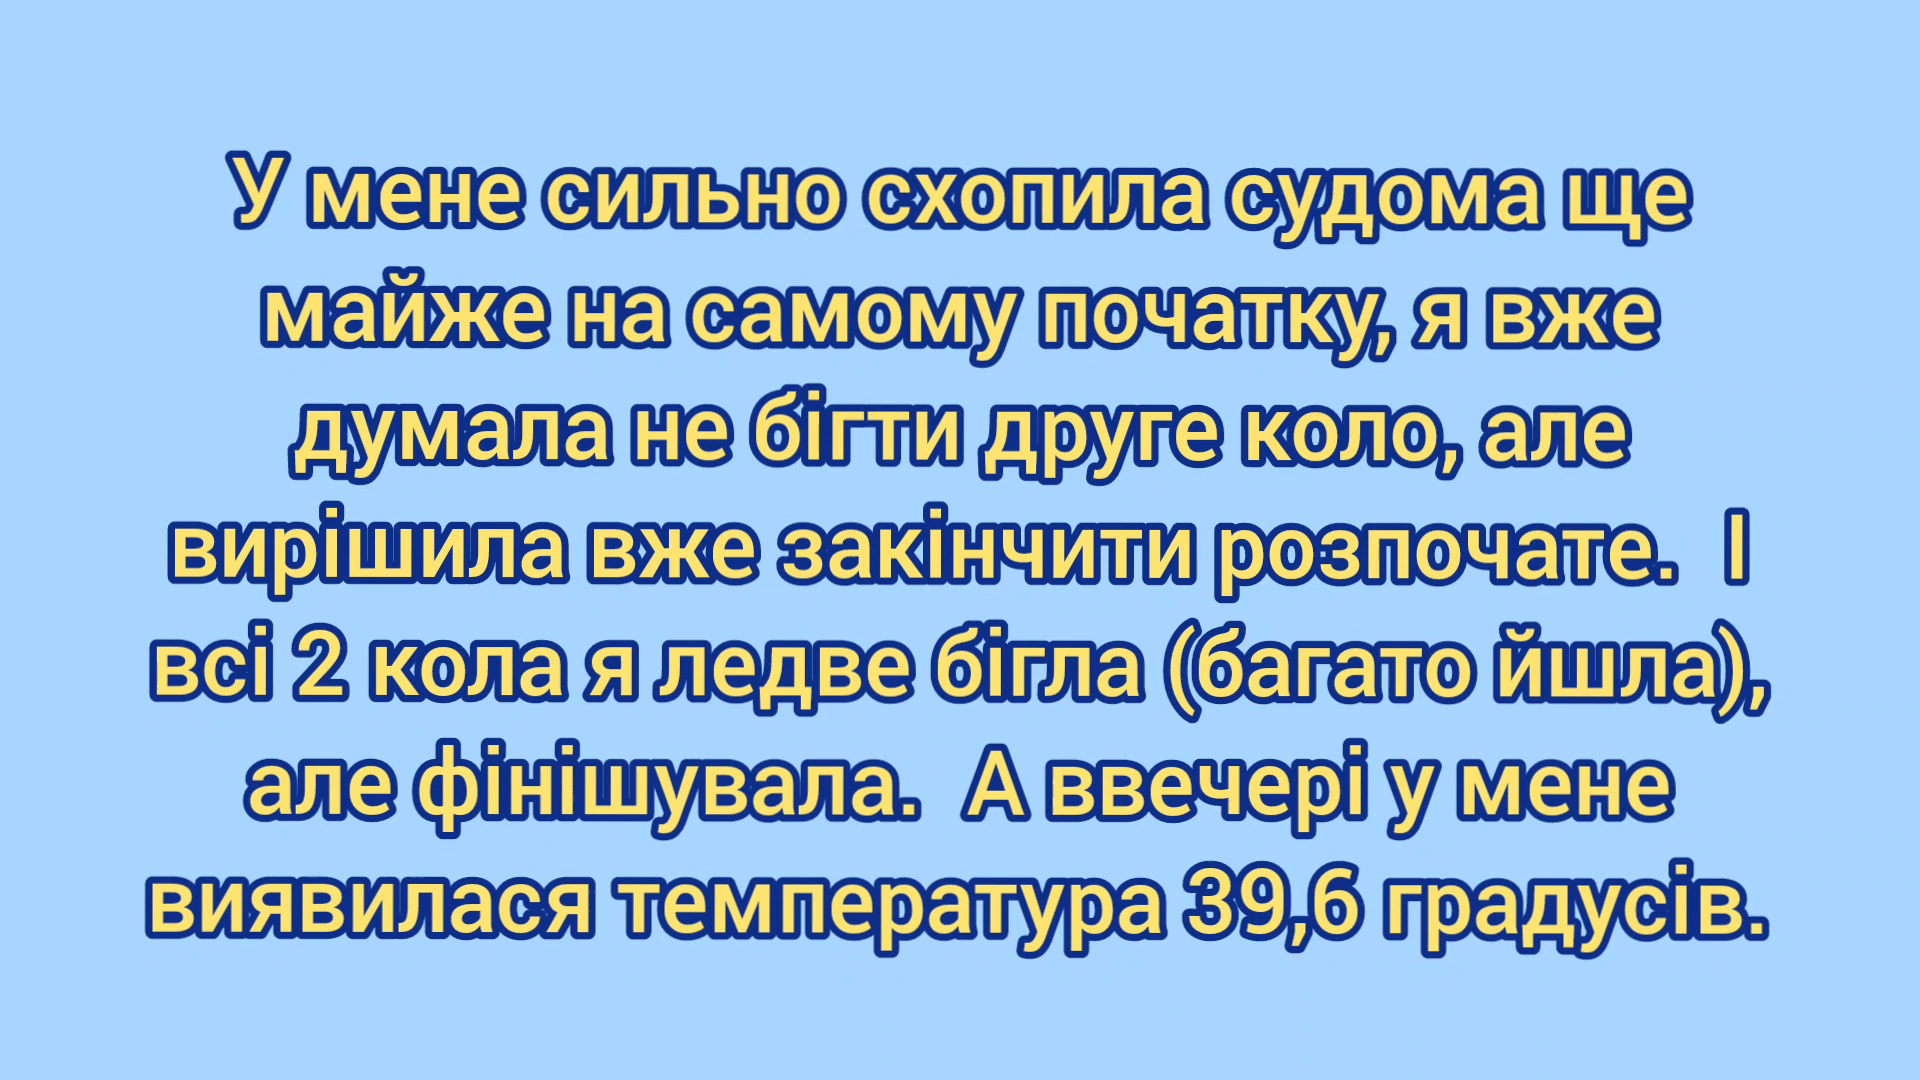 У мене сильно схопила судома ще
майже на самому початку, я вже
думала не бігти друге коло, але
вирішила вже закінчити розпочате.  І
всі 2 кола я ледве бігла (багато йшла),
але фінішувала.  А ввечері у мене
виявилася температура 39,6 градусів.